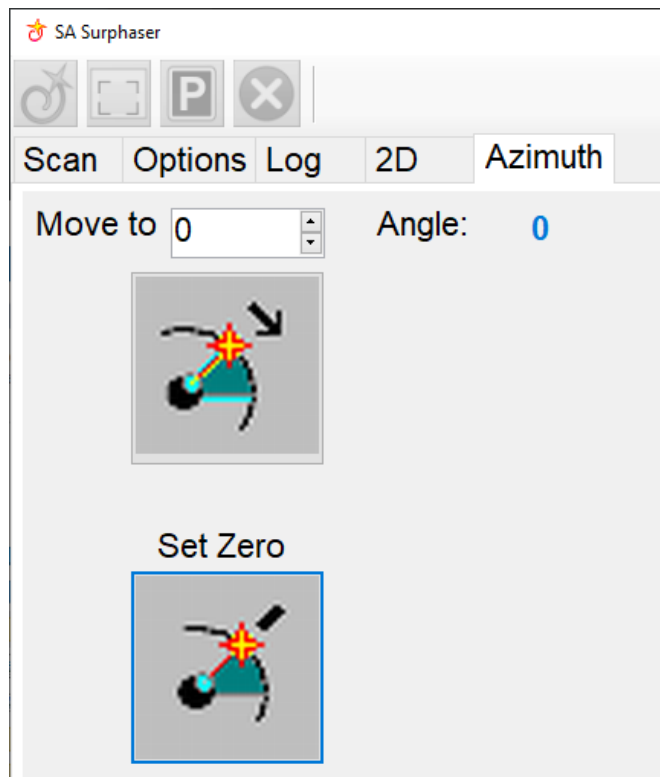 SA Surphaser
P
Scan Options Log 2D Azimuth
Move to 0 Angle: 0
Set Zero